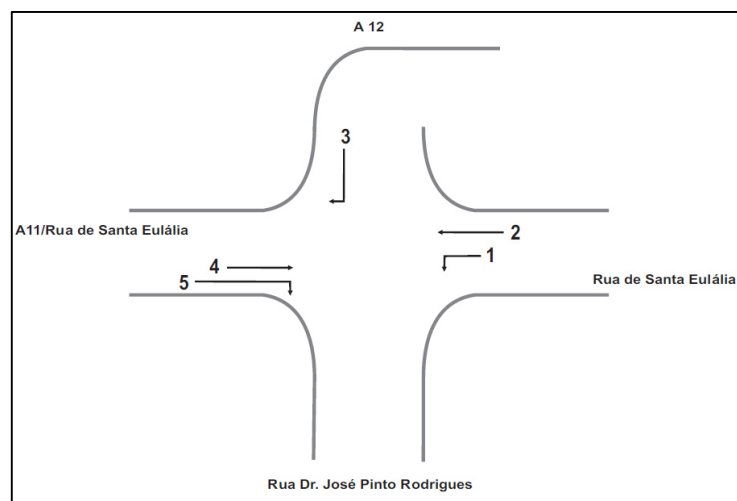 A 12
3
A11/Rua de Santa Eulália
2
1
4
5
Rua de Santa Eulália
Rua Dr. José Pinto Rodrigues